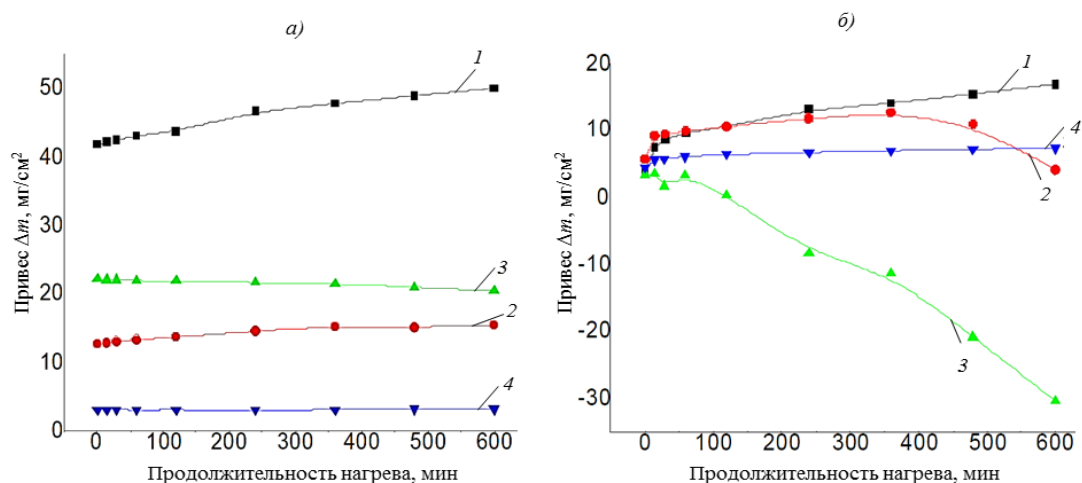 а)
Привес Δm, мг/см²
50
40
30
20
10
0
0 100 200 300 400 500 600
Продолжительность нагрева, мин
1
3
2
4
б)
Привес Δm, мг/см²
20
10
0
-10
-20
-30
0 100 200 300 400 500 600
Продолжительность нагрева, мин
1
4
2
3